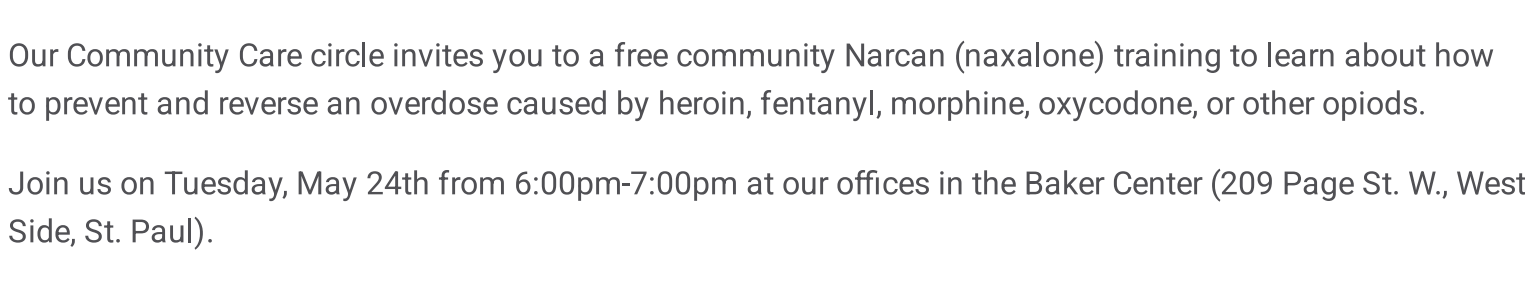 Our Community Care circle invites you to a free community Narcan (naxalone) training to learn about how
to prevent and reverse an overdose caused by heroin, fentanyl, morphine, oxycodone, or other opiods.
Join us on Tuesday, May 24th from 6:00pm-7:00pm at our offices in the Baker Center (209 Page St. W., West
Side, St. Paul).